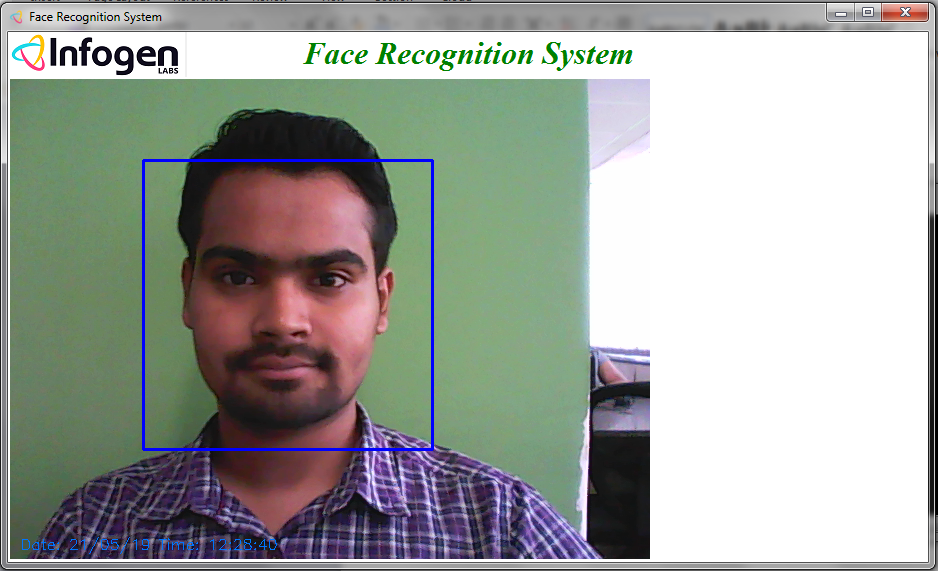 Face Recognition System
Infogen
LABS
Face Recognition System
Date: 21/05/19 Time: 12:28:40